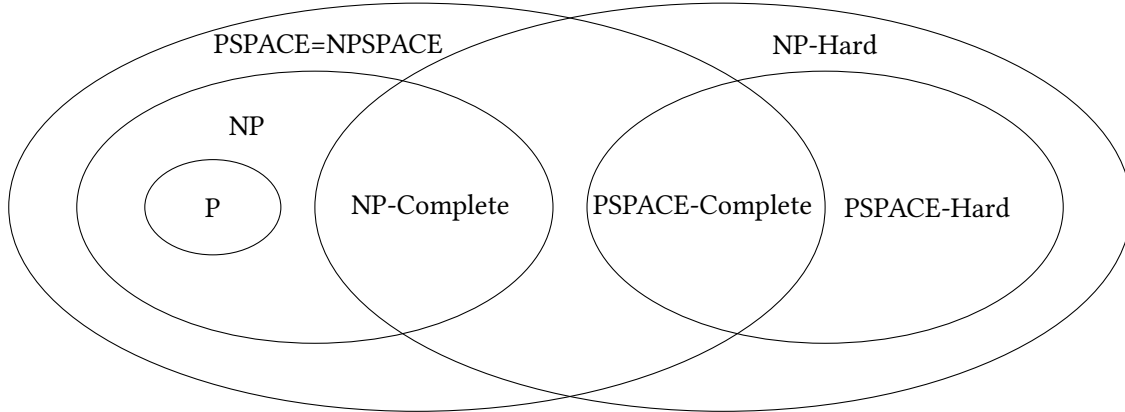 PSPACE=NPSPACE
NP-Hard
NP
P
NP-Complete
PSPACE-Complete
PSPACE-Hard